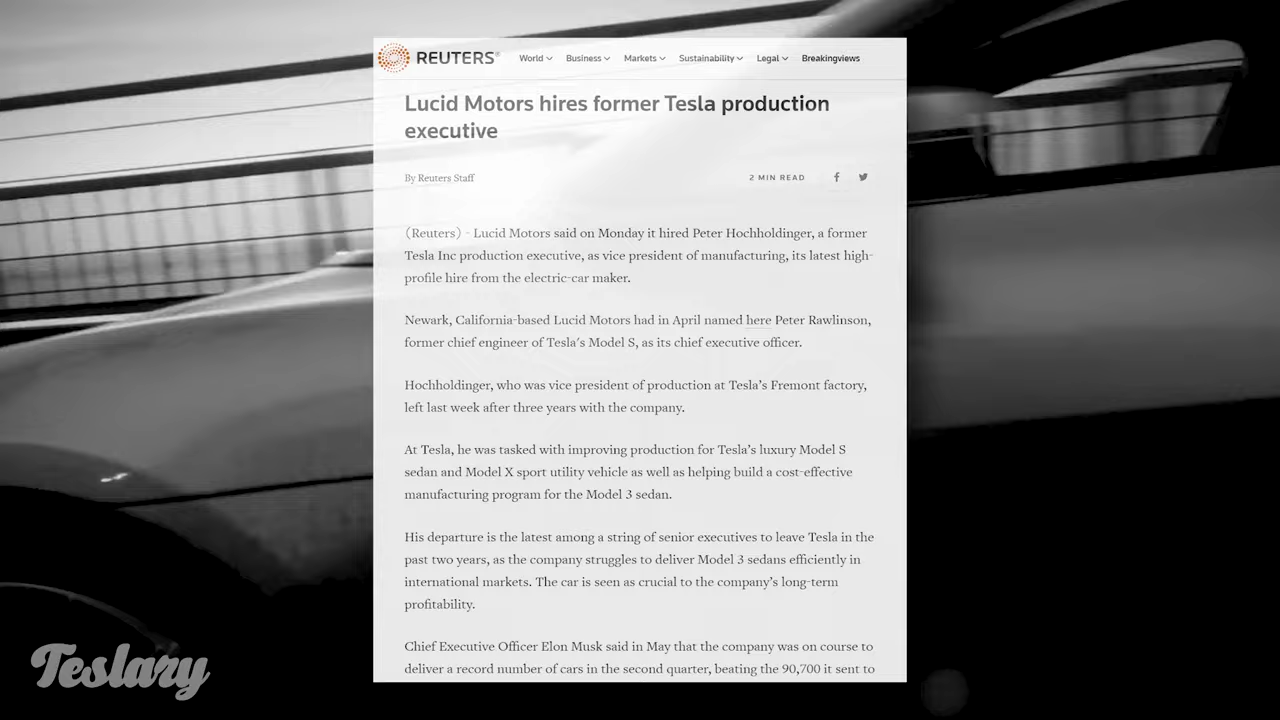 REUTERS® World Business Markets Sustainability Legal Breakingviews
Lucid Motors hires former Tesla production
executive
By Reuters Staff 2 MIN READ
(Reuters) - Lucid Motors said on Monday it hired Peter Hochholdinger, a former
Tesla Inc production executive, as vice president of manufacturing, its latest high-
profile hire from the electric-car maker.
Newark, California-based Lucid Motors had in April named here Peter Rawlinson,
former chief engineer of Tesla's Model S, as its chief executive officer.
Hochholdinger, who was vice president of production at Tesla's Fremont factory,
left last week after three years with the company.
At Tesla, he was tasked with improving production for Tesla's luxury Model S
sedan and Model X sport utility vehicle as well as helping build a cost-effective
manufacturing program for the Model 3 sedan.
His departure is the latest among a string of senior executives to leave Tesla in the
past two years, as the company struggles to deliver Model 3 sedans efficiently in
international markets. The car is seen as crucial to the company's long-term
profitability.
Chief Executive Officer Elon Musk said in May that the company was on course to
deliver a record number of cars in the second quarter, beating the 90,700 it sent to
Teslary